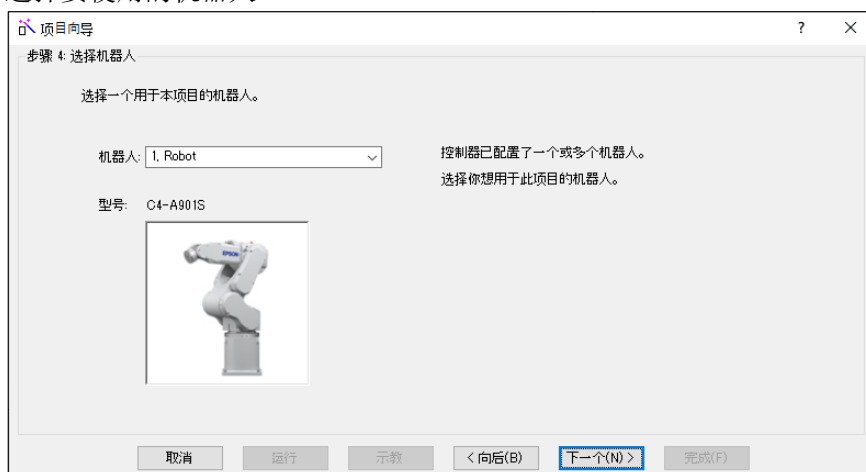 项目向导
步骤 4: 选择机器人
选择一个用于本项目的机器人。
机器人: 1, Robot
控制器已配置了一个或多个机器人。
选择你想用于此项目的机器人。
型号: C4-A901S
EPSON
取消 运行 示教 < 向后(B) 下一个(N) > 完成(F)